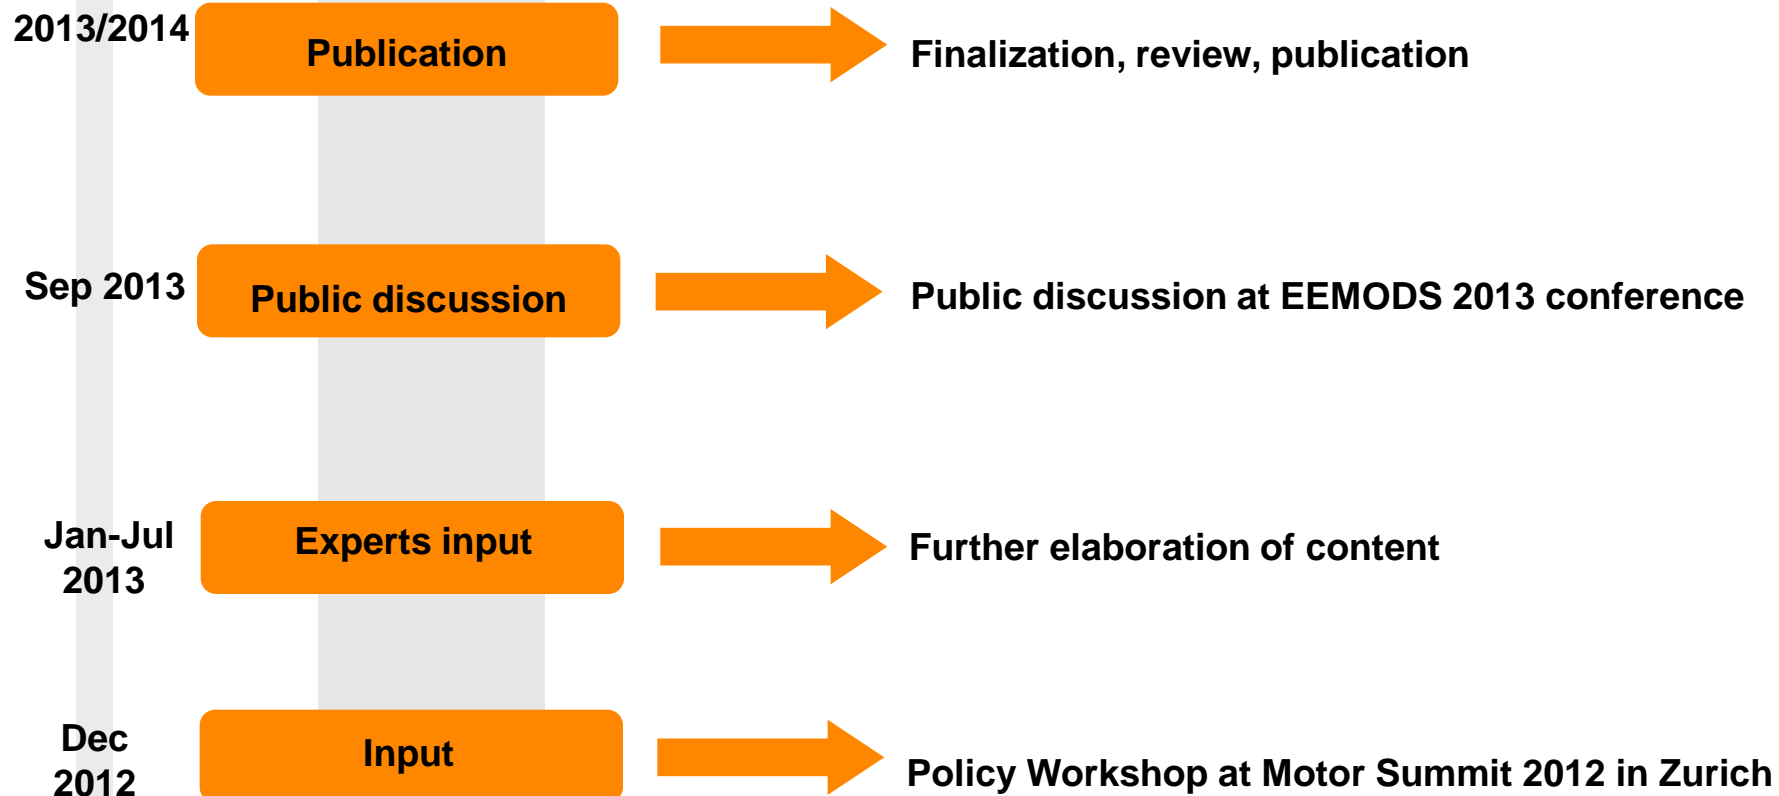 2013/2014
Publication
Finalization, review, publication
Sep 2013
Public discussion
Public discussion at EEMODS 2013 conference
Jan-Jul
2013
Experts input
Further elaboration of content
Dec
2012
Input
Policy Workshop at Motor Summit 2012 in Zurich